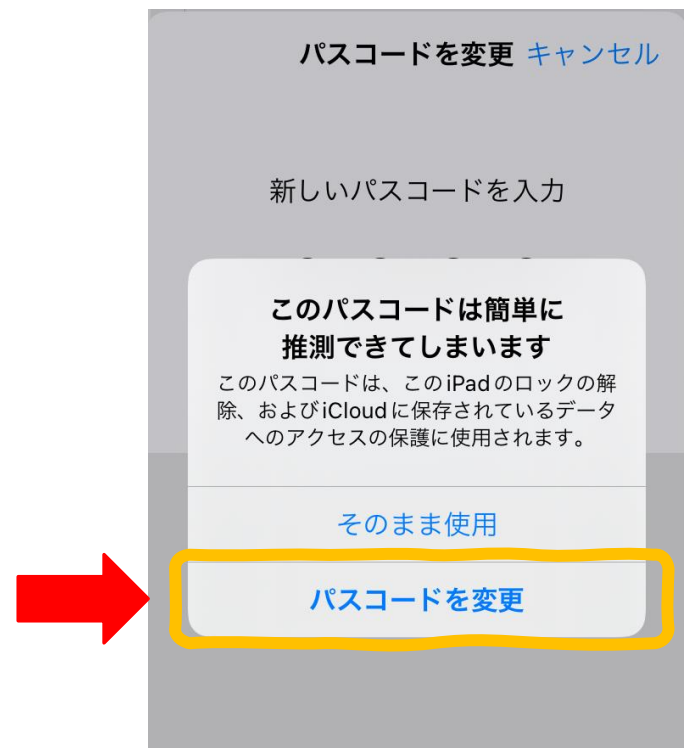 パスコードを変更 キャンセル
新しいパスコードを入力
このパスコードは簡単に
推測できてしまいます
このパスコードは、このiPadのロックの解
除、およびiCloudに保存されているデータ
へのアクセスの保護に使用されます。
そのまま使用
パスコードを変更